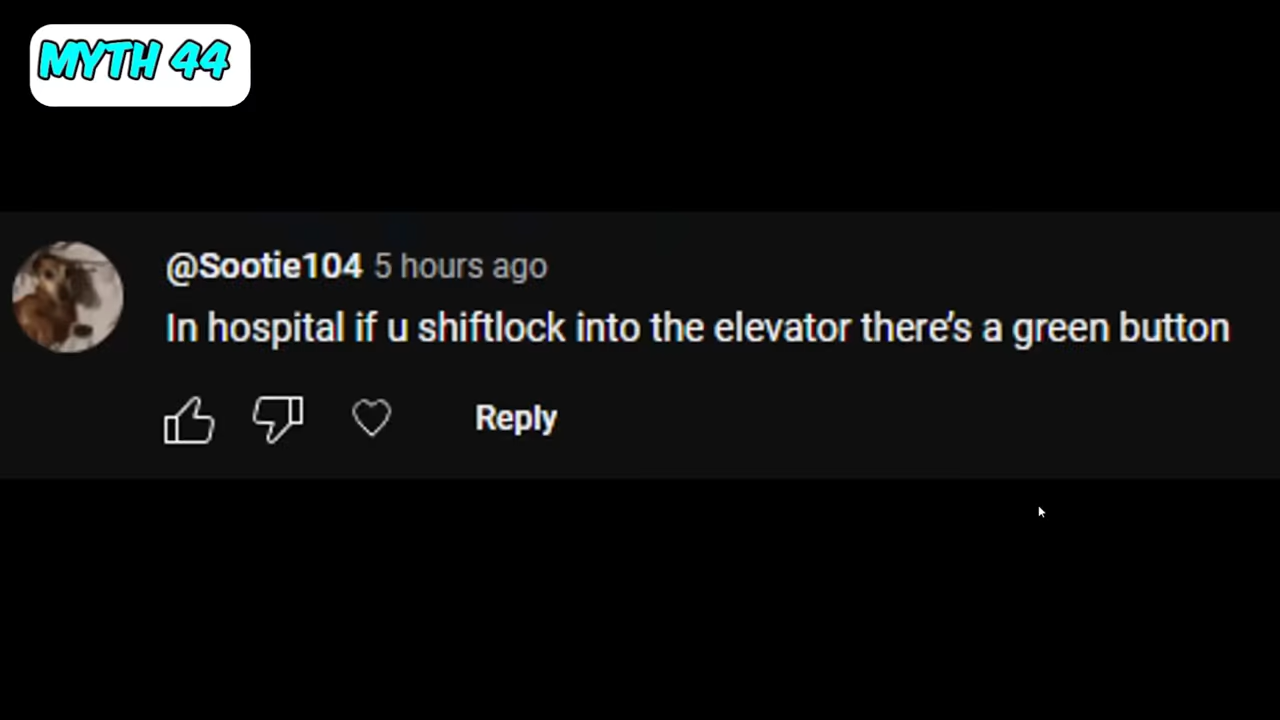 MYTH 44
@Sootie104 5 hours ago
In hospital if u shiftlock into the elevator there's a green button
Reply